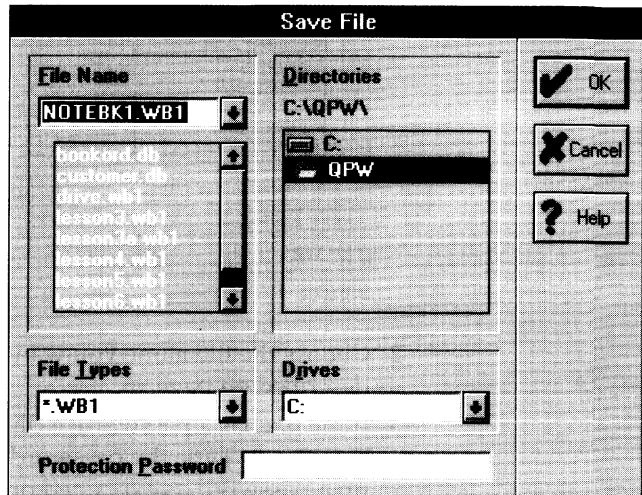 Save File
File Name
NOTEBK1.WB1
bookord.db
customer.db
drive.wb1
lesson3.wb1
lesson3a.wb1
lesson4.wb1
lesson5.wb1
lesson6.wb1
Directories
C:\QPW\
C:
QPW
OK
Cancel
Help
File Types
*.WB1
Drives
C:
Protection Password